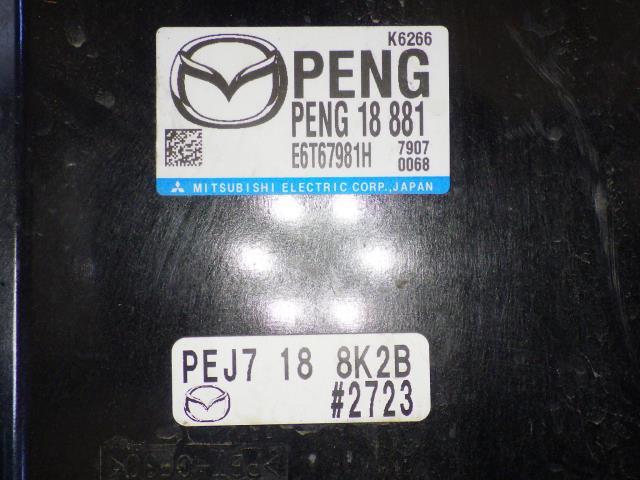 K6266
PENG
PENG 18 881
E6T67981H 7907
0068
MITSUBISHI ELECTRIC CORP., JAPAN
PEJ7 18 8K2B
#2723